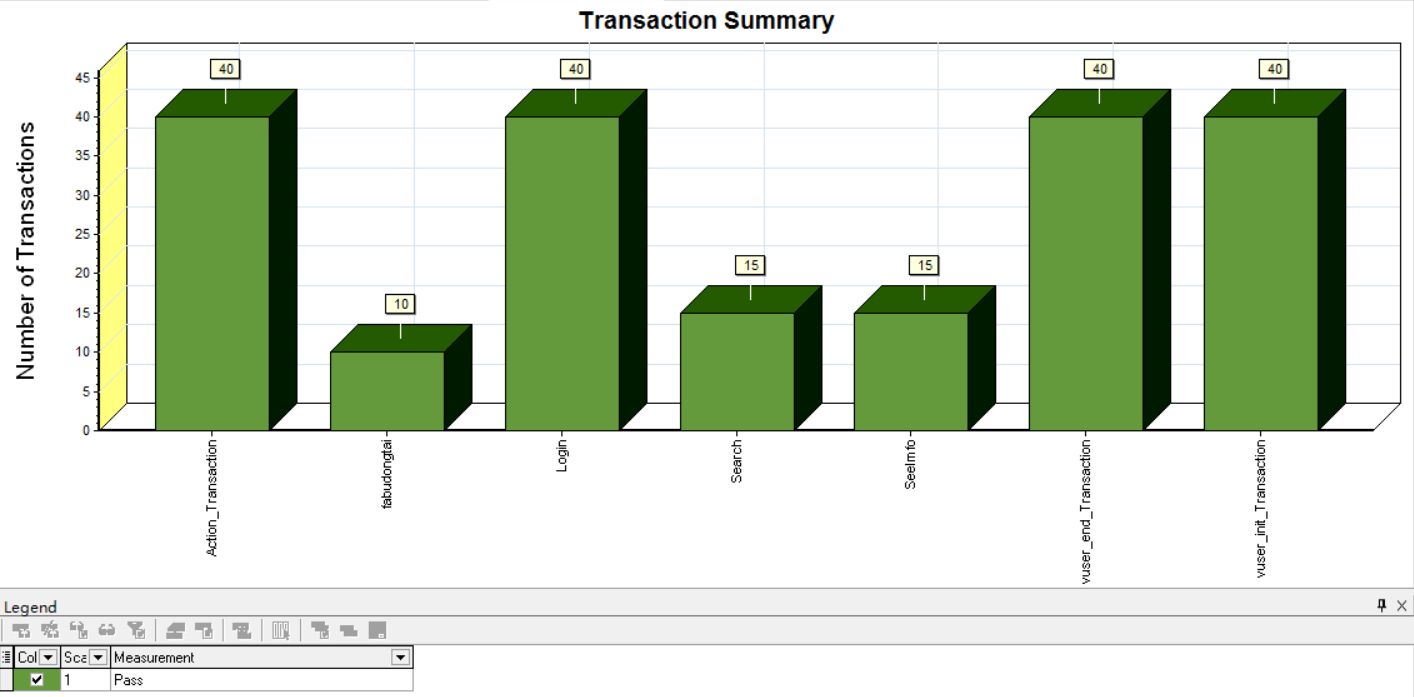 Transaction Summary
Number of Transactions
45
40
35
30
25
20
15
10
5
0
40
10
40
15
15
40
40
Action_Transaction
fabudongtai
Login
Search
SeeImfo
vuser_end_Transaction
vuser_init_Transaction
Legend
Col Sca Measurement
1 Pass